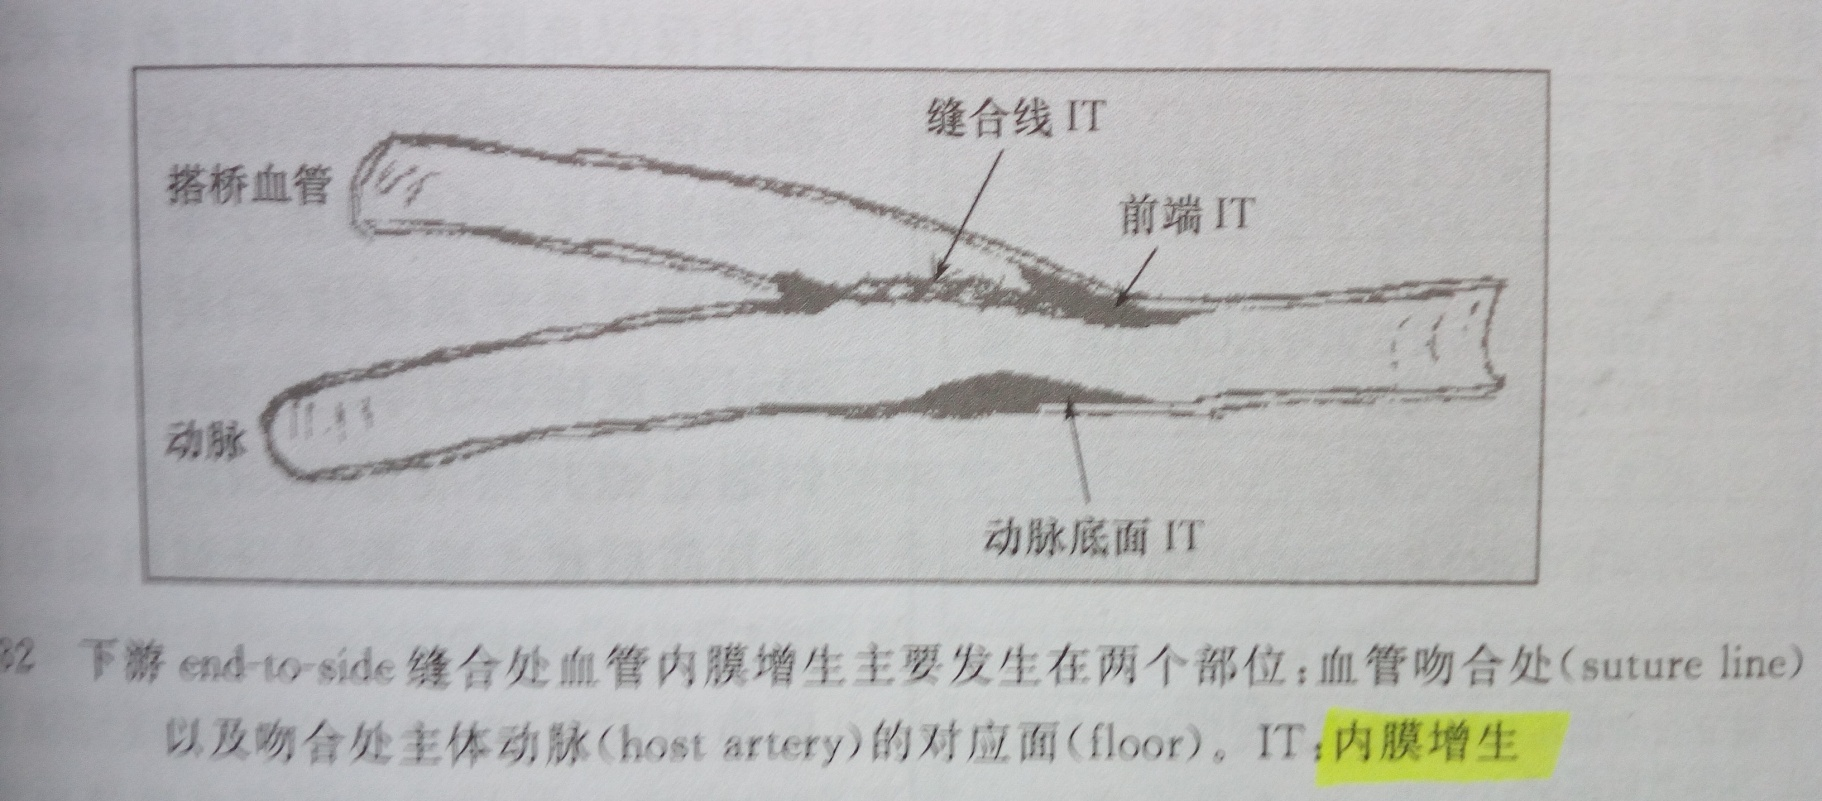 缝合线 IT
搭桥血管
前端 IT
动脉
动脉底面 IT
32 下游 end-to-side 缝合处血管内膜增生主要发生在两个部位:血管吻合处(suture line)
以及吻合处主体动脉(host artery)的对应面(floor)。IT:内膜增生